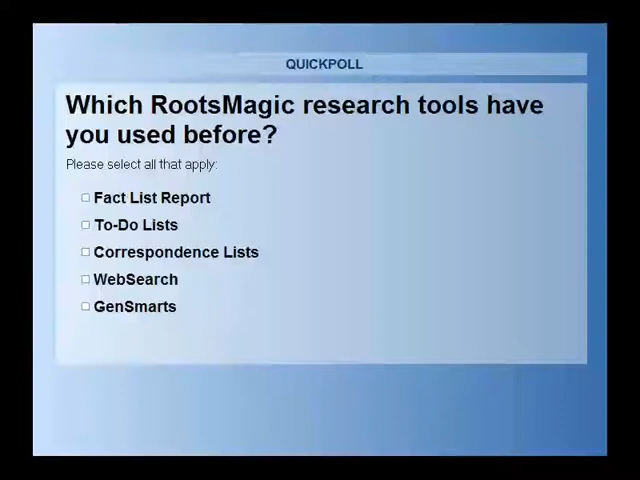 QUICKPOLL
Which RootsMagic research tools have
you used before?
Please select all that apply:
Fact List Report
To-Do Lists
Correspondence Lists
WebSearch
GenSmarts